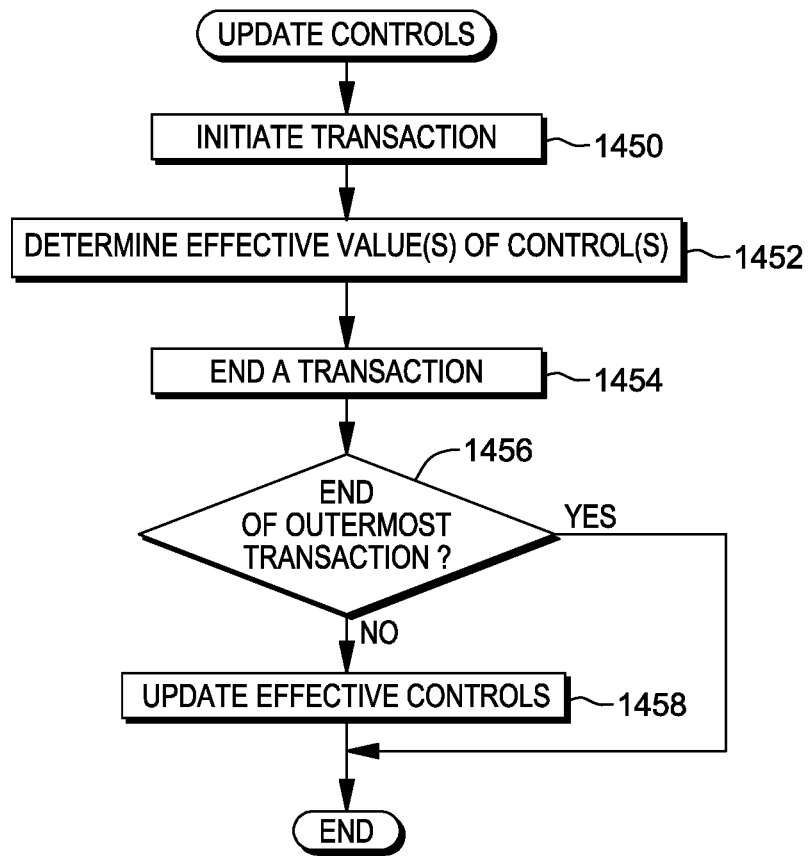 UPDATE CONTROLS
INITIATE TRANSACTION
1450
DETERMINE EFFECTIVE VALUE(S) OF CONTROL(S)
1452
END A TRANSACTION
1454
1456
END
OF OUTERMOST
TRANSACTION ?
YES
NO
UPDATE EFFECTIVE CONTROLS
1458
END